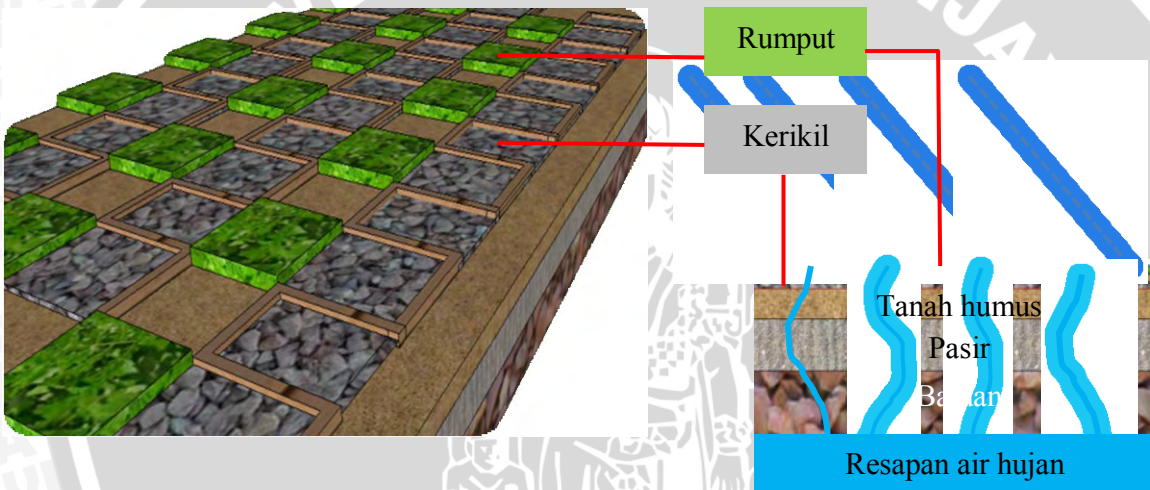 Rumput
Kerikil
Tanah humus
Pasir
Resapan air hujan